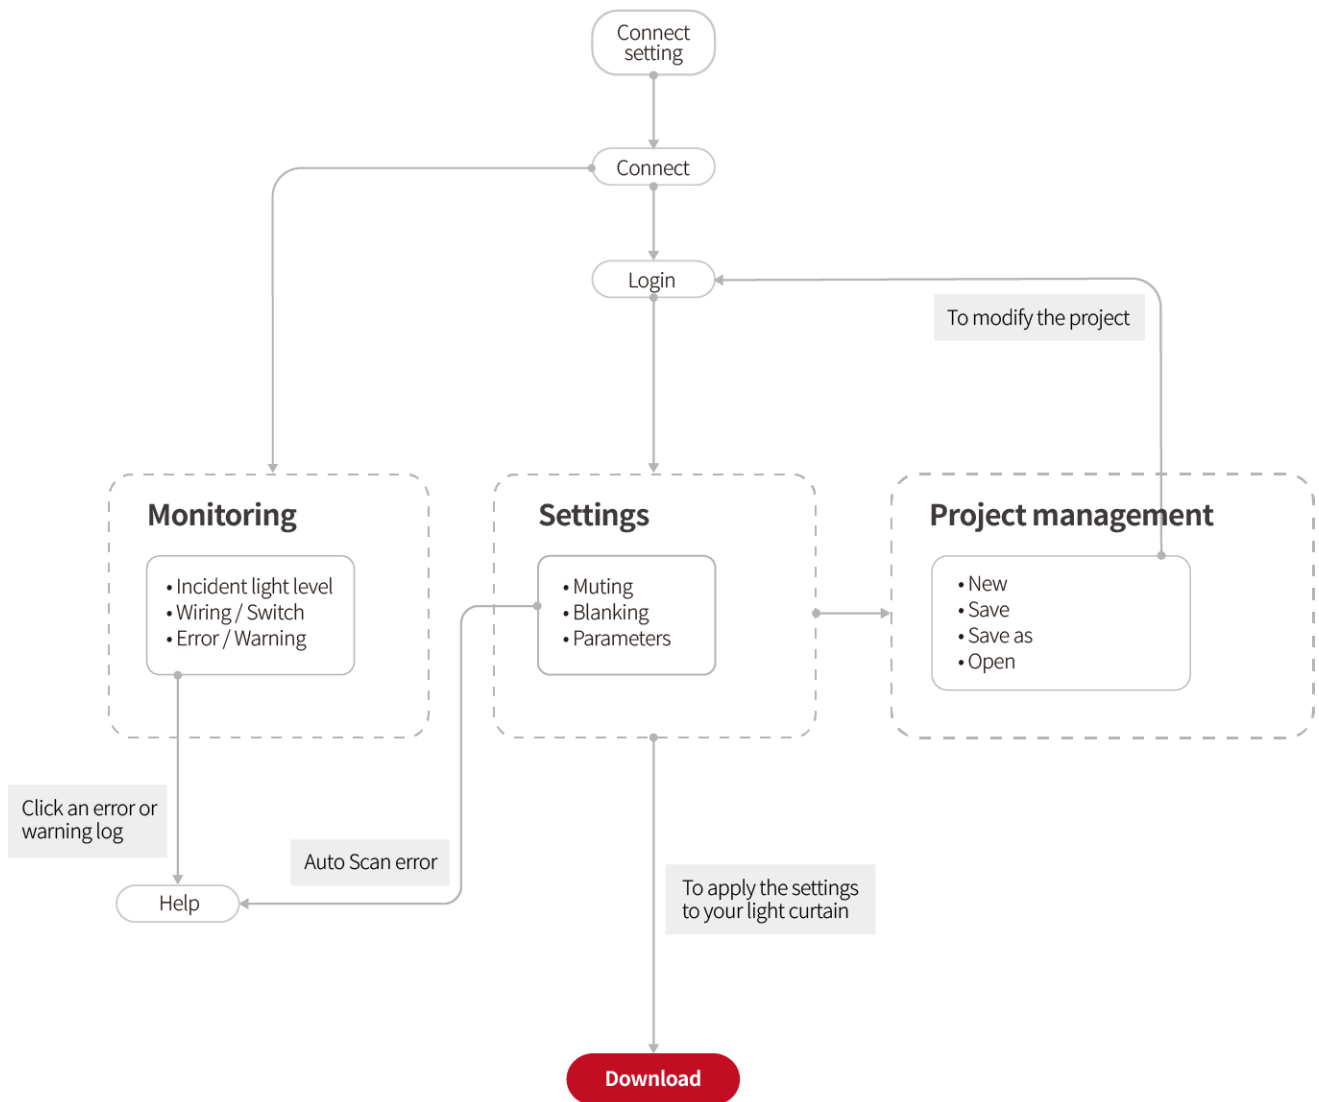 Connect
setting
Connect
Login
To modify the project
Monitoring
• Incident light level
• Wiring / Switch
• Error / Warning
Settings
• Muting
• Blanking
• Parameters
Project management
• New
• Save
• Save as
• Open
Click an error or
warning log
Auto Scan error
To apply the settings
to your light curtain
Help
Download